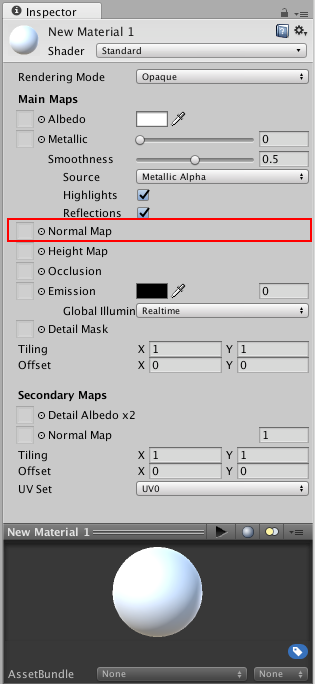 Inspector
New Material 1
Shader Standard
Rendering Mode Opaque
Main Maps
Albedo
Metallic 0
Smoothness 0.5
Source Metallic Alpha
Highlights
Reflections
Normal Map
Height Map
Occlusion
Emission 0
Global Illumin Realtime
Detail Mask
Tiling X 1 Y 1
Offset X 0 Y 0
Secondary Maps
Detail Albedo x2
Normal Map 1
Tiling X 1 Y 1
Offset X 0 Y 0
UV Set UV0
New Material 1
AssetBundle None None